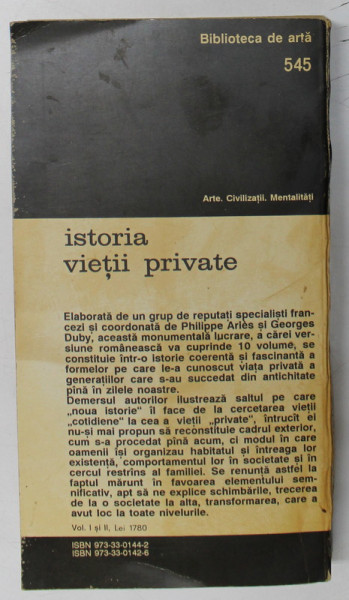 Biblioteca de artă
545
Arte. Civilizații. Mentalități
istoria
vieții private
Elaborată de un grup de reputați specialiști fran-
cezi și coordonată de Philippe Ariès și Georges
Duby, această monumentală lucrare, a cărei ver-
siune românească va cuprinde 10 volume, se
constituie într-o istorie coerentă și fascinantă a
formelor pe care le-a cunoscut viața privată a
generațiilor care s-au succedat din antichitate
pînă în zilele noastre.
Demersul autorilor ilustrează saltul pe care
„noua istorie" îl face de la cercetarea vieții
„cotidiene" la cea a vieții „private", întrucît ei
nu-și mai propun să reconstituie cadrul exterior,
cum s-a procedat pînă acum, ci modul în care
oamenii își organizau habitatul și întreaga lor
existență, comportamentul lor în societate și în
cercul restrîns al familiei. Se renunță astfel la
faptul mărunt în favoarea elementului sem-
nificativ, apt să ne explice schimbările, trecerea
de la o societate la alta, transformarea, care a
avut loc la toate nivelurile.
Vol. I și II, Lei 1780
ISBN 973-33-0144-2
ISBN 973-33-0142-6